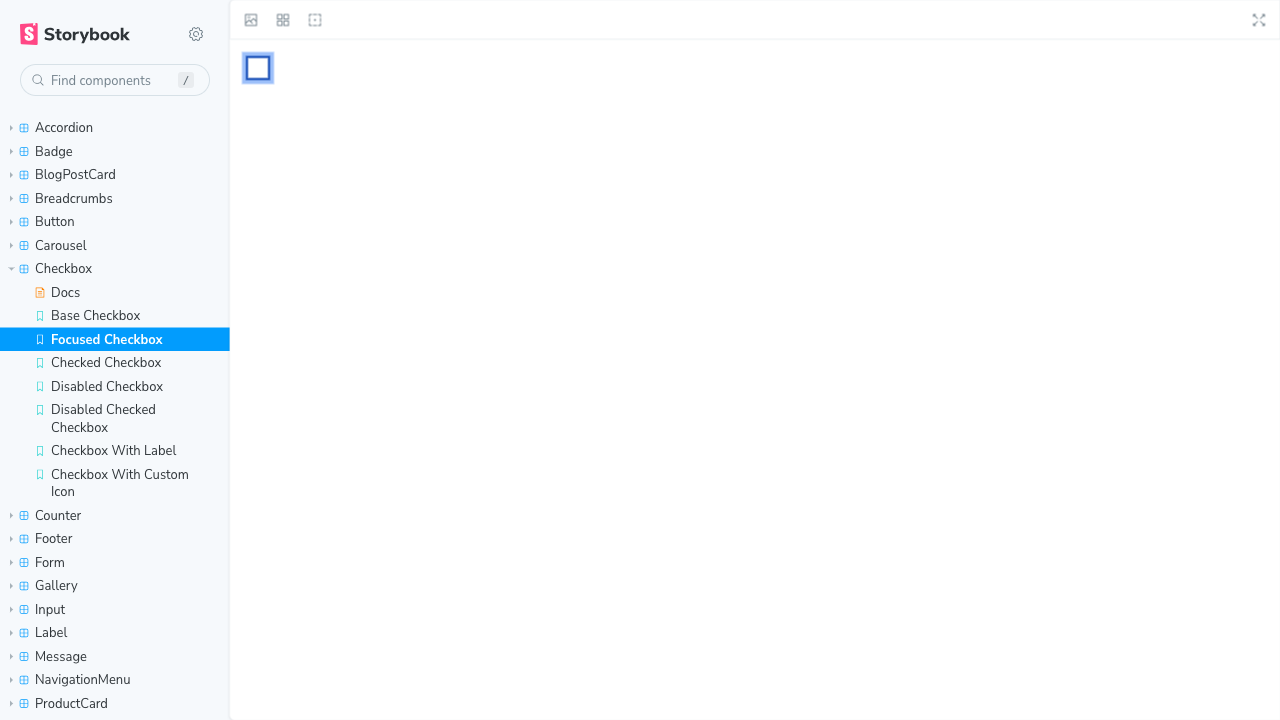 Storybook
Find components
/
Accordion
Badge
BlogPostCard
Breadcrumbs
Button
Carousel
Checkbox
Docs
Base Checkbox
Focused Checkbox
Checked Checkbox
Disabled Checkbox
Disabled Checked
Checkbox
Checkbox With Label
Checkbox With Custom
Icon
Counter
Footer
Form
Gallery
Input
Label
Message
NavigationMenu
ProductCard